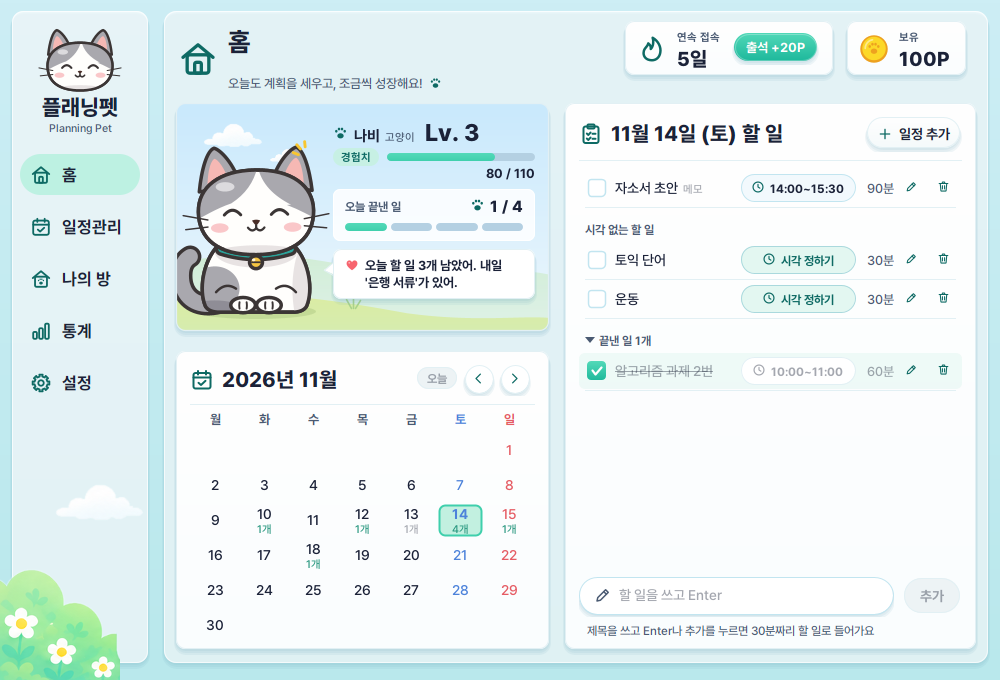 플래닝펫
Planning Pet
홈
일정관리
나의 방
통계
설정
홈
오늘도 계획을 세우고, 조금씩 성장해요!
연속 접속
5일
출석 +20P
보유
100P
나비 고양이 Lv. 3
경험치
80 / 110
오늘 끝낸 일 1 / 4
오늘 할 일 3개 남았어. 내일
'은행 서류'가 있어.
2026년 11월 오늘
월 화 수 목 금 토 일
1
2 3 4 5 6 7 8
9 10 11 12 13 14 15
1개 1개 1개 4개 1개
16 17 18 19 20 21 22
1개
23 24 25 26 27 28 29
30
11월 14일 (토) 할 일 일정 추가
자소서 초안 메모 14:00~15:30 90분
시각 없는 할 일
토익 단어 시각 정하기 30분
운동 시각 정하기 30분
끝낸 일 1개
알고리즘 과제 2번 10:00~11:00 60분
할 일을 쓰고 Enter 추가
제목을 쓰고 Enter나 추가를 누르면 30분짜리 할 일로 들어가요